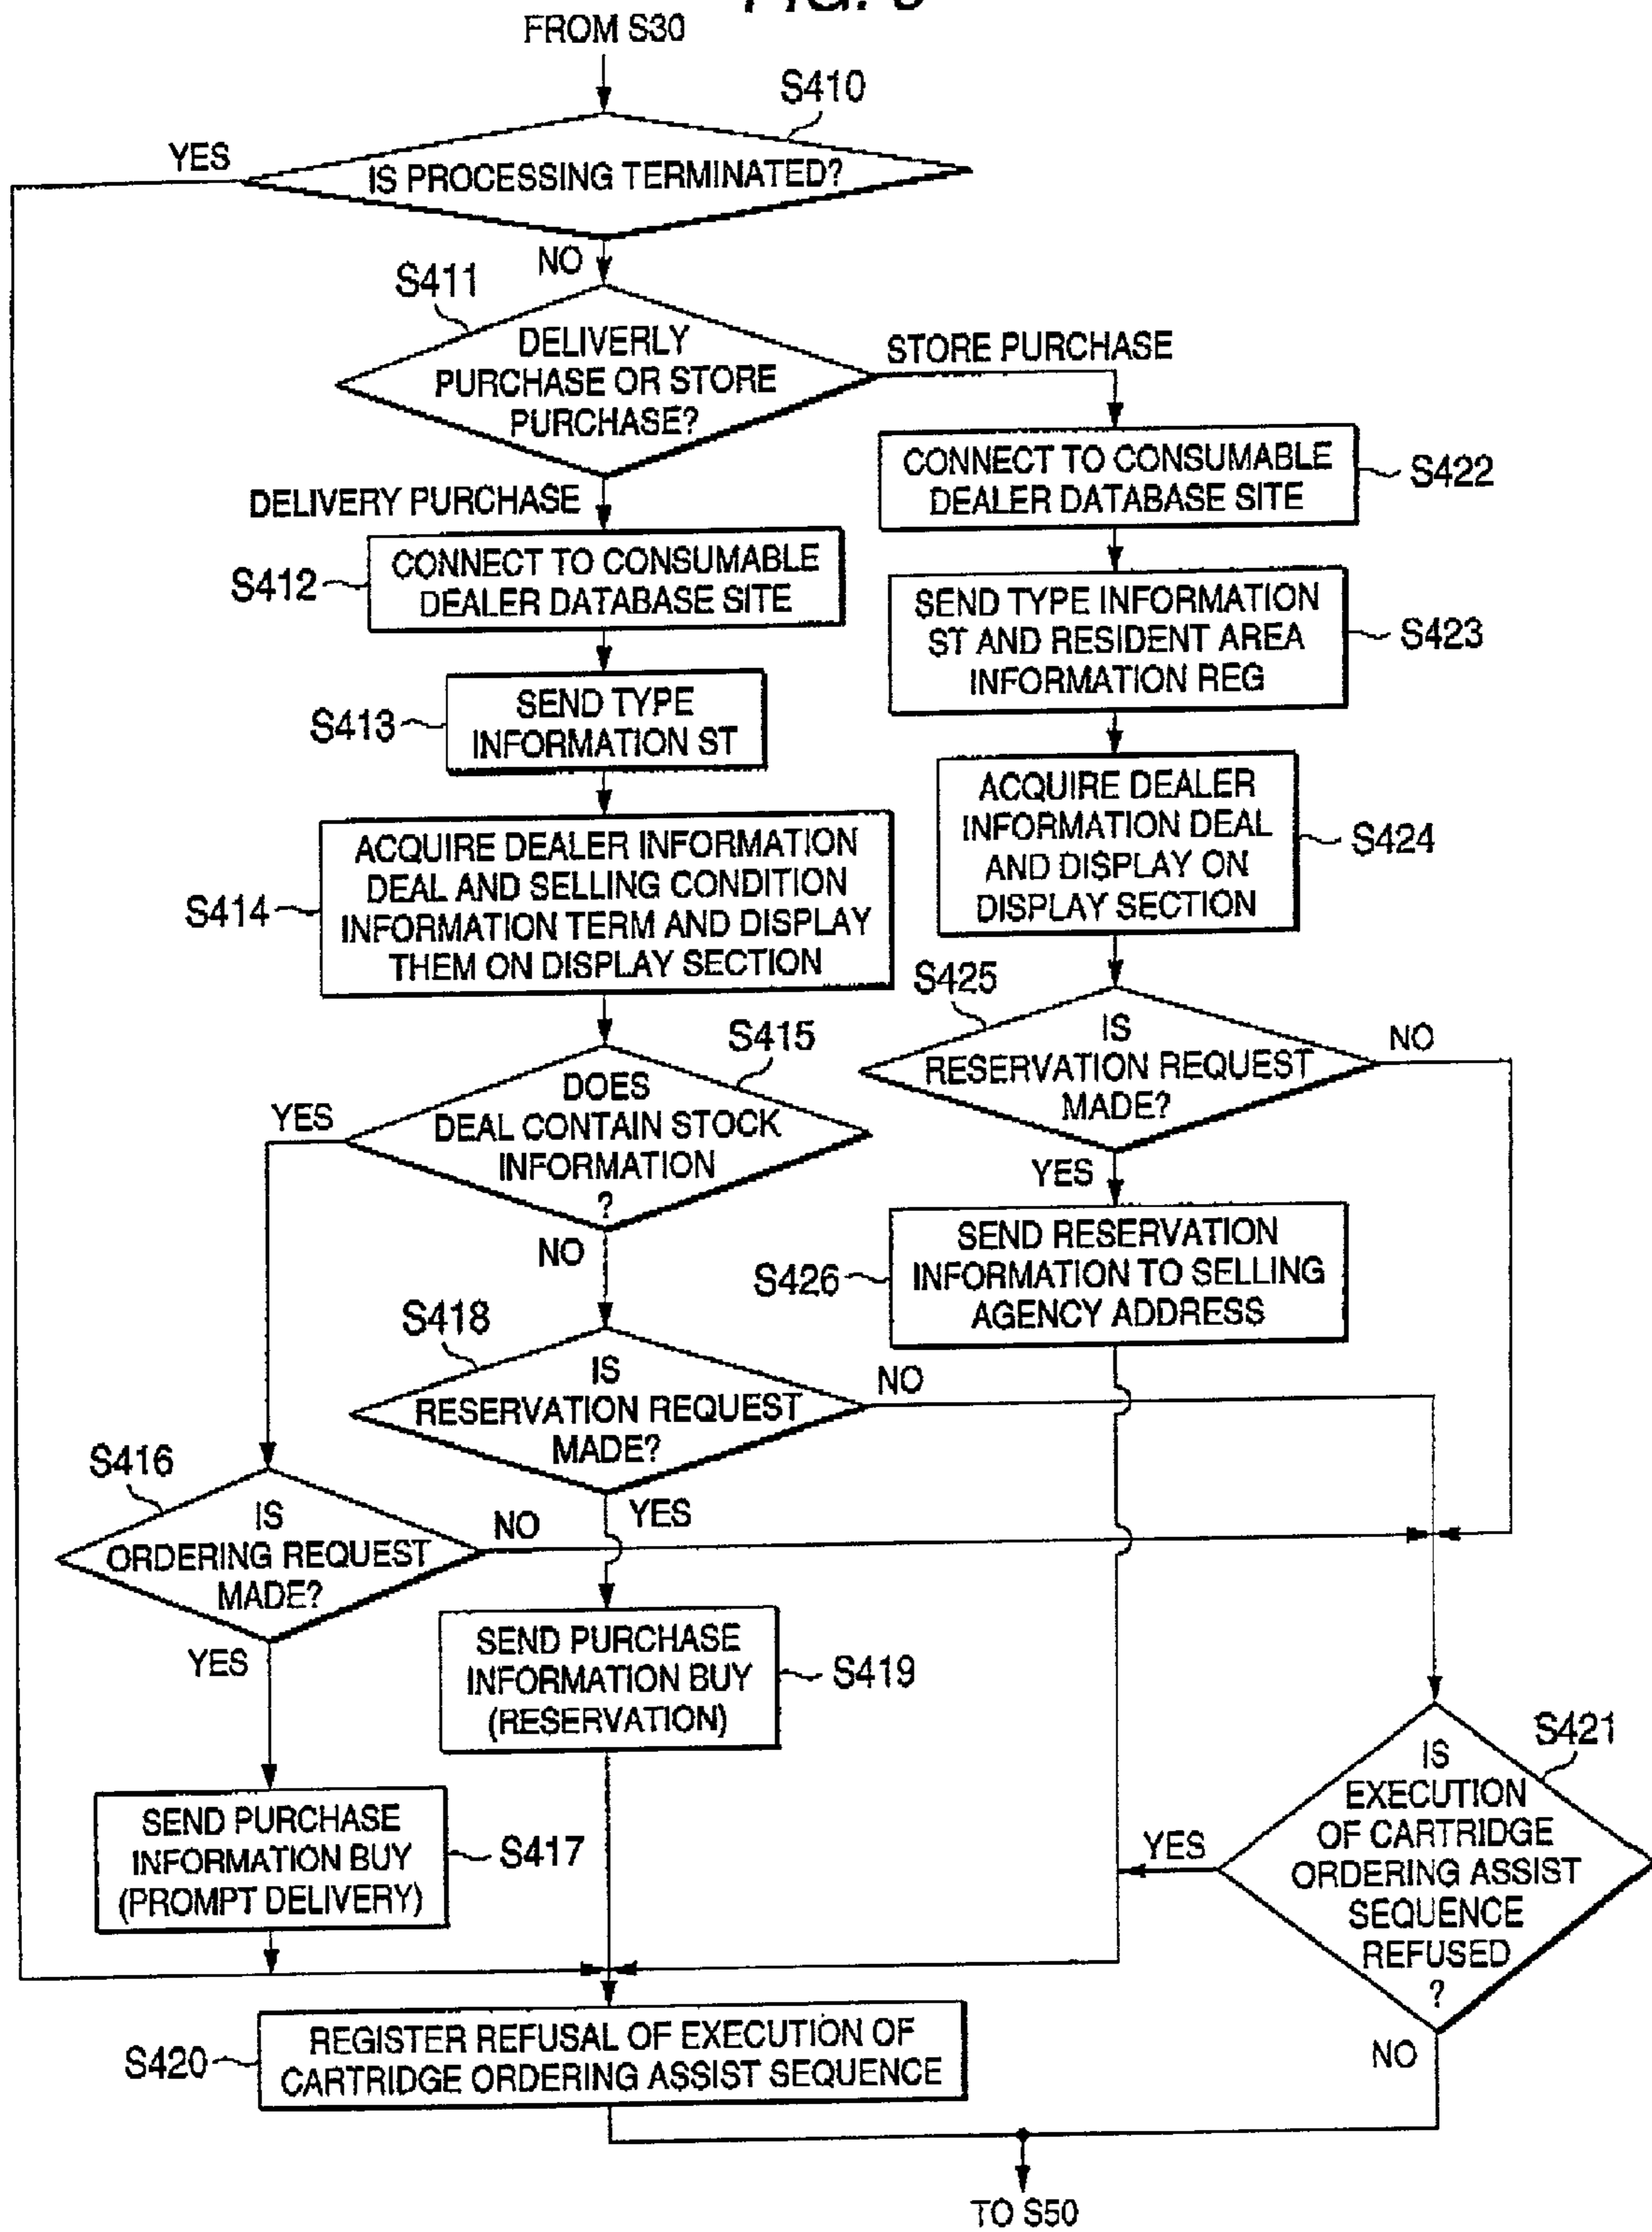 FROM S30
S410
YES
IS PROCESSING TERMINATED?
NO
S411
DELIVERLY
PURCHASE OR STORE
PURCHASE?
STORE PURCHASE
DELIVERY PURCHASE
CONNECT TO CONSUMABLE
DEALER DATABASE SITE
S422
S412
CONNECT TO CONSUMABLE
DEALER DATABASE SITE
SEND TYPE INFORMATION
ST AND RESIDENT AREA
INFORMATION REG
S423
S413
SEND TYPE
INFORMATION ST
ACQUIRE DEALER
INFORMATION DEAL
AND DISPLAY ON
DISPLAY SECTION
S424
S414
ACQUIRE DEALER INFORMATION
DEAL AND SELLING CONDITION
INFORMATION TERM AND DISPLAY
THEM ON DISPLAY SECTION
S425
IS
RESERVATION REQUEST
MADE?
NO
YES
S415
DOES
DEAL CONTAIN STOCK
INFORMATION
?
YES
NO
S426
SEND RESERVATION
INFORMATION TO SELLING
AGENCY ADDRESS
S418
IS
RESERVATION REQUEST
MADE?
NO
YES
S416
IS
ORDERING REQUEST
MADE?
NO
YES
SEND PURCHASE
INFORMATION BUY
(RESERVATION)
S419
S421
IS
EXECUTION
OF CARTRIDGE
ORDERING ASSIST
SEQUENCE
REFUSED
?
YES
NO
SEND PURCHASE
INFORMATION BUY
(PROMPT DELIVERY)
S417
S420
REGISTER REFUSAL OF EXECUTION OF
CARTRIDGE ORDERING ASSIST SEQUENCE
TO S50